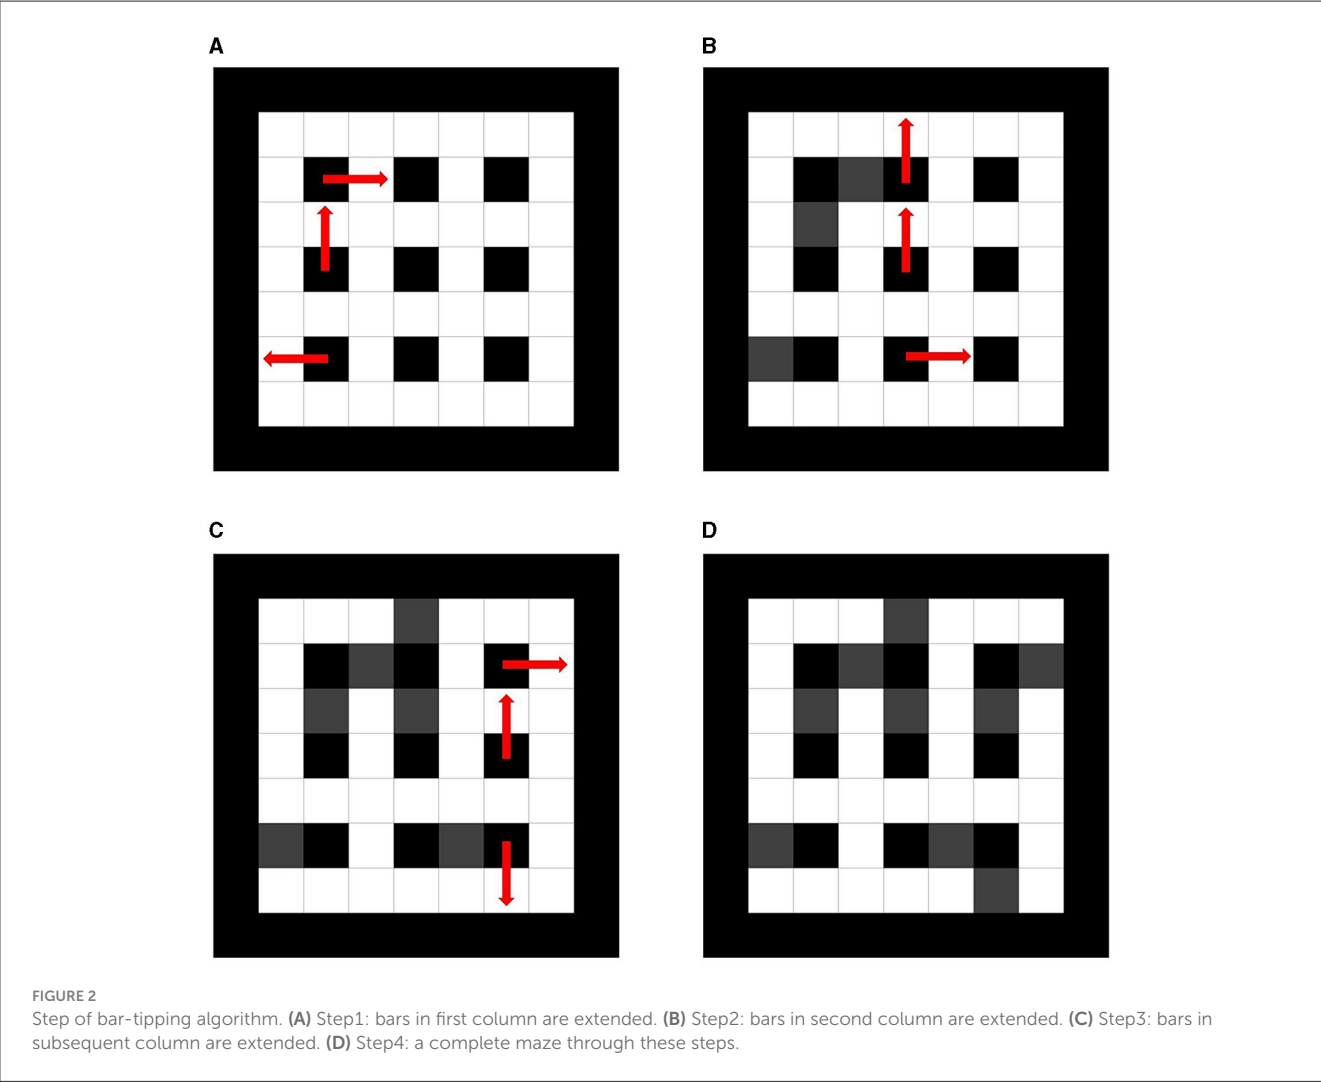 A
B
C
D
FIGURE 2
Step of bar-tipping algorithm. (A) Step1: bars in first column are extended. (B) Step2: bars in second column are extended. (C) Step3: bars in
subsequent column are extended. (D) Step4: a complete maze through these steps.